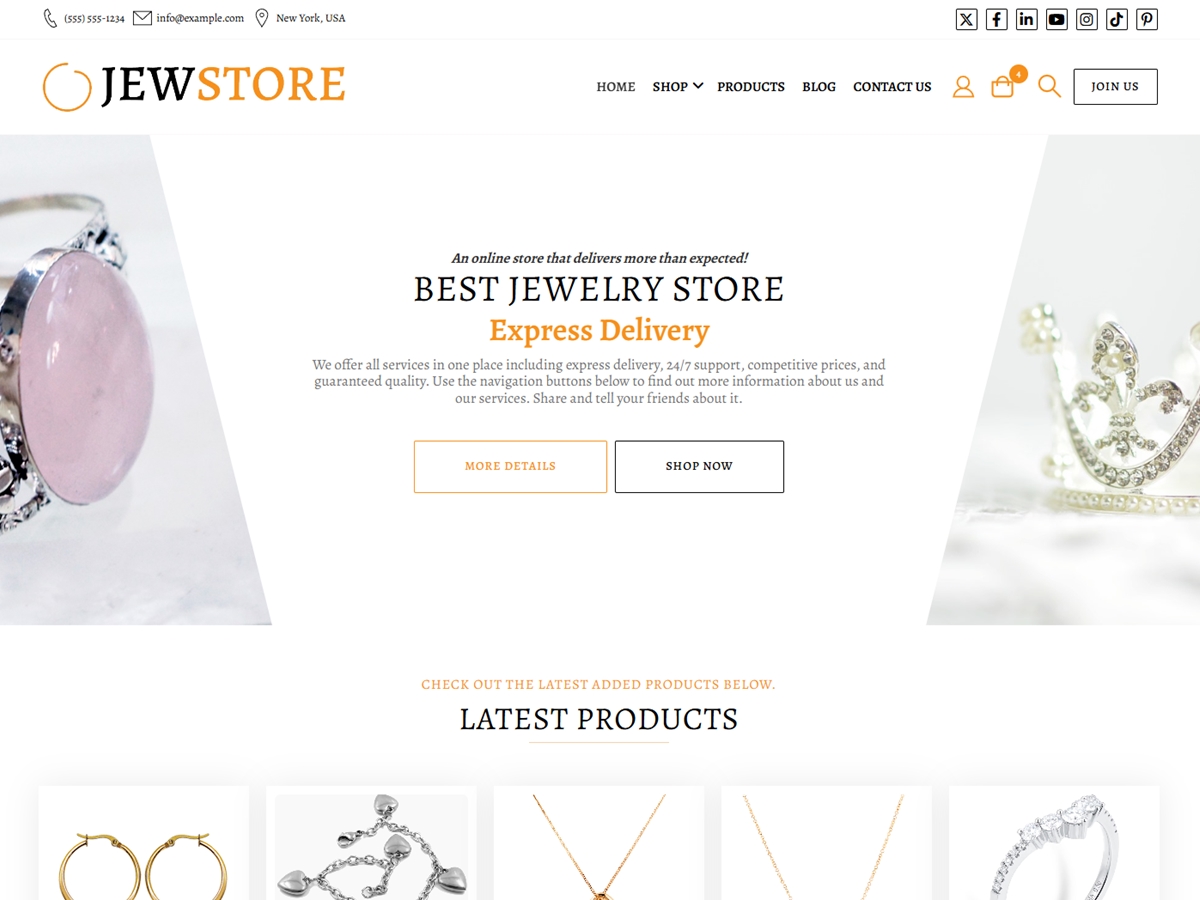 (555) 555-1234 info@example.com New York, USA
JEWSTORE
HOME SHOP PRODUCTS BLOG CONTACT US 4 JOIN US
An online store that delivers more than expected!
BEST JEWELRY STORE
Express Delivery
We offer all services in one place including express delivery, 24/7 support, competitive prices, and
guaranteed quality. Use the navigation buttons below to find out more information about us and
our services. Share and tell your friends about it.
MORE DETAILS SHOP NOW
CHECK OUT THE LATEST ADDED PRODUCTS BELOW.
LATEST PRODUCTS